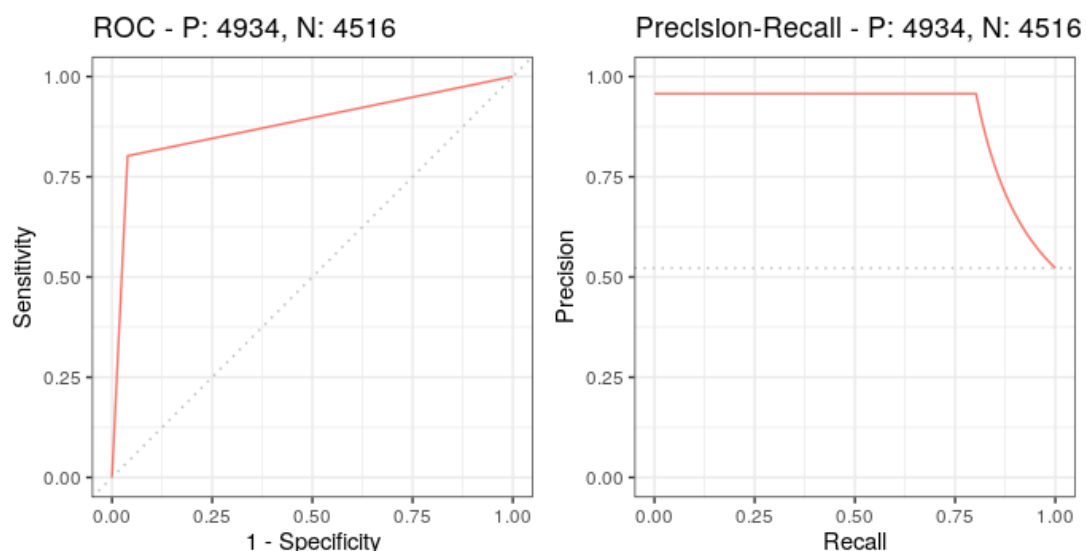 ROC - P: 4934, N: 4516
1.00
0.75
0.50
0.25
0.00
Sensitivity
0.00 0.25 0.50 0.75 1.00
1 - Specificity
Precision-Recall - P: 4934, N: 4516
1.00
0.75
0.50
0.25
0.00
Precision
0.00 0.25 0.50 0.75 1.00
Recall